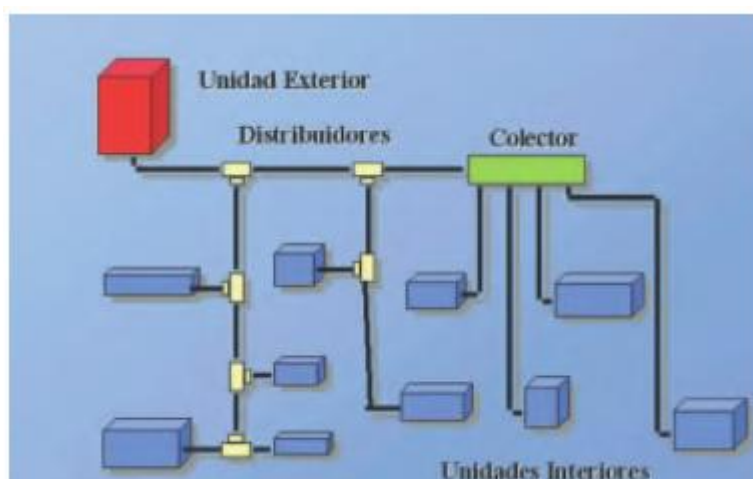 Unidad Exterior
Distribuidores
Colector
Unidades Interiores